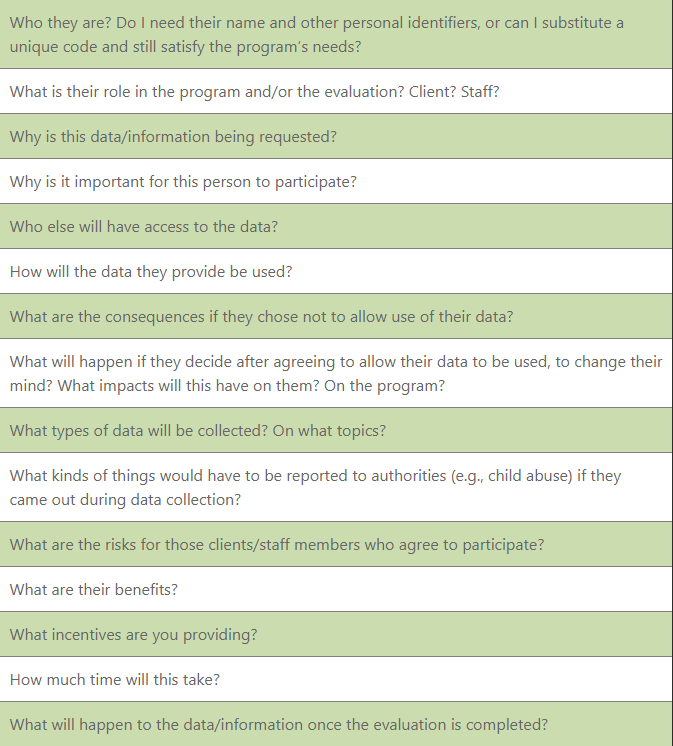 Who they are? Do I need their name and other personal identifiers, or can I substitute a
unique code and still satisfy the program's needs?
What is their role in the program and/or the evaluation? Client? Staff?
Why is this data/information being requested?
Why is it important for this person to participate?
Who else will have access to the data?
How will the data they provide be used?
What are the consequences if they chose not to allow use of their data?
What will happen if they decide after agreeing to allow their data to be used, to change their
mind? What impacts will this have on them? On the program?
What types of data will be collected? On what topics?
What kinds of things would have to be reported to authorities (e.g., child abuse) if they
came out during data collection?
What are the risks for those clients/staff members who agree to participate?
What are their benefits?
What incentives are you providing?
How much time will this take?
What will happen to the data/information once the evaluation is completed?